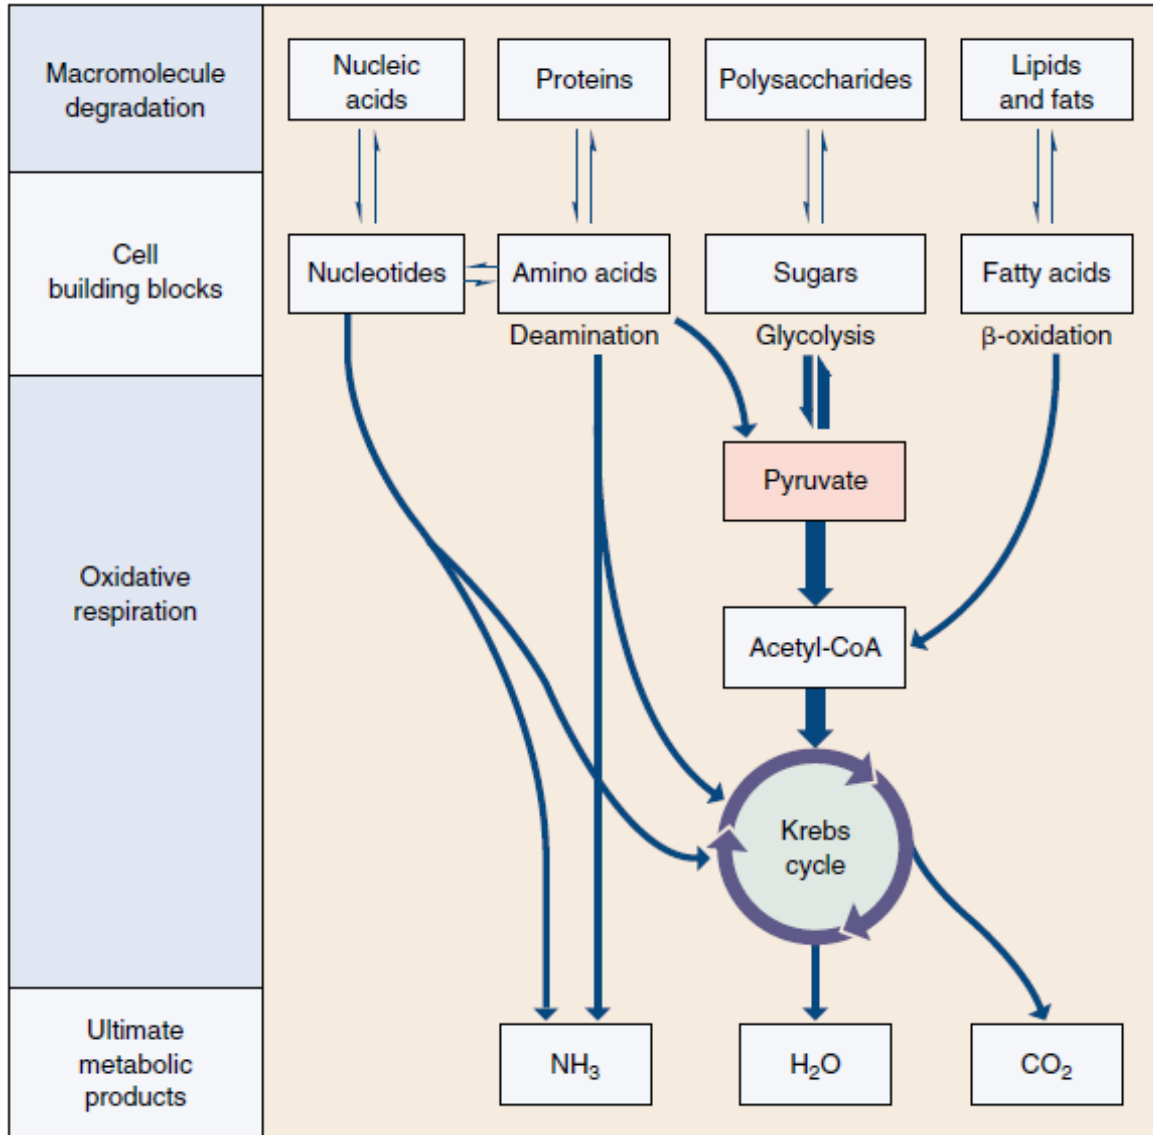 Macromolecule
degradation
Nucleic
acids
Proteins
Polysaccharides
Lipids
and fats
Cell
building blocks
Nucleotides
Amino acids
Sugars
Fatty acids
Deamination
Glycolysis
β-oxidation
Oxidative
respiration
Pyruvate
Acetyl-CoA
Krebs
cycle
Ultimate
metabolic
products
NH₃
H₂O
CO₂